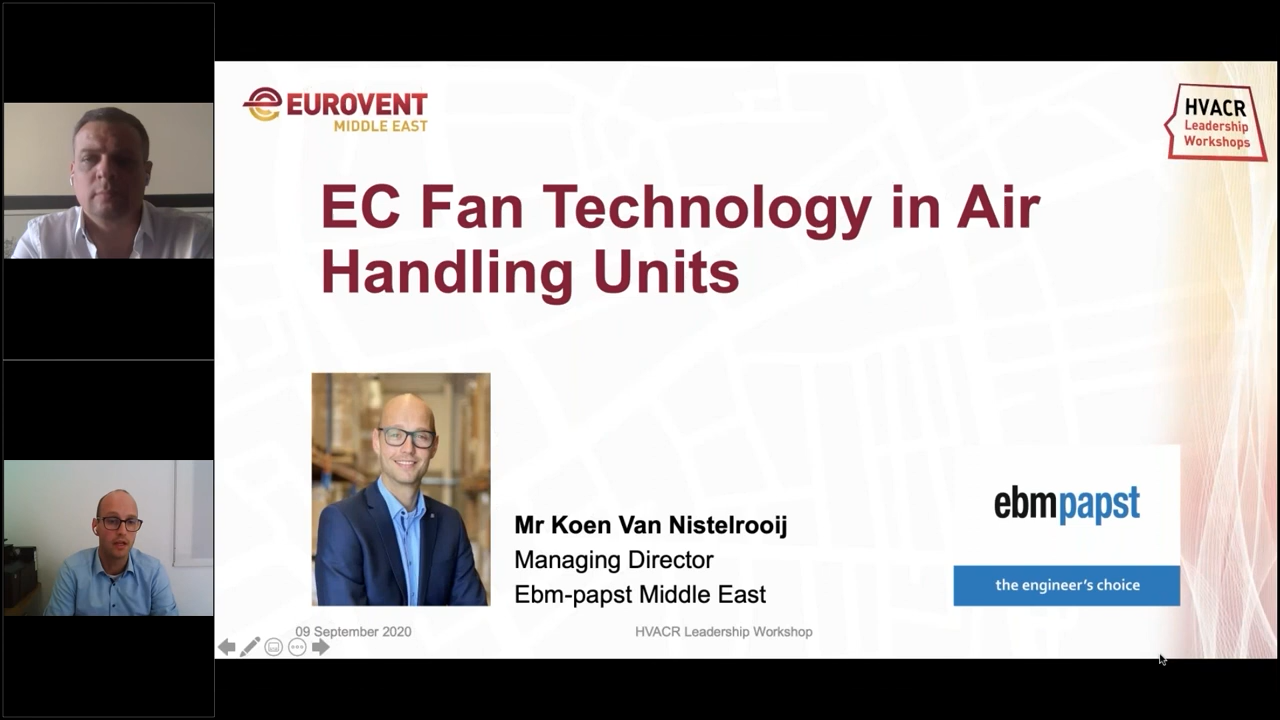 EUROVENT
MIDDLE EAST
HVACR
Leadership
Workshops
EC Fan Technology in Air
Handling Units
Mr Koen Van Nistelrooij
Managing Director
Ebm-papst Middle East
ebmpapst
the engineer's choice
09 September 2020
HVACR Leadership Workshop